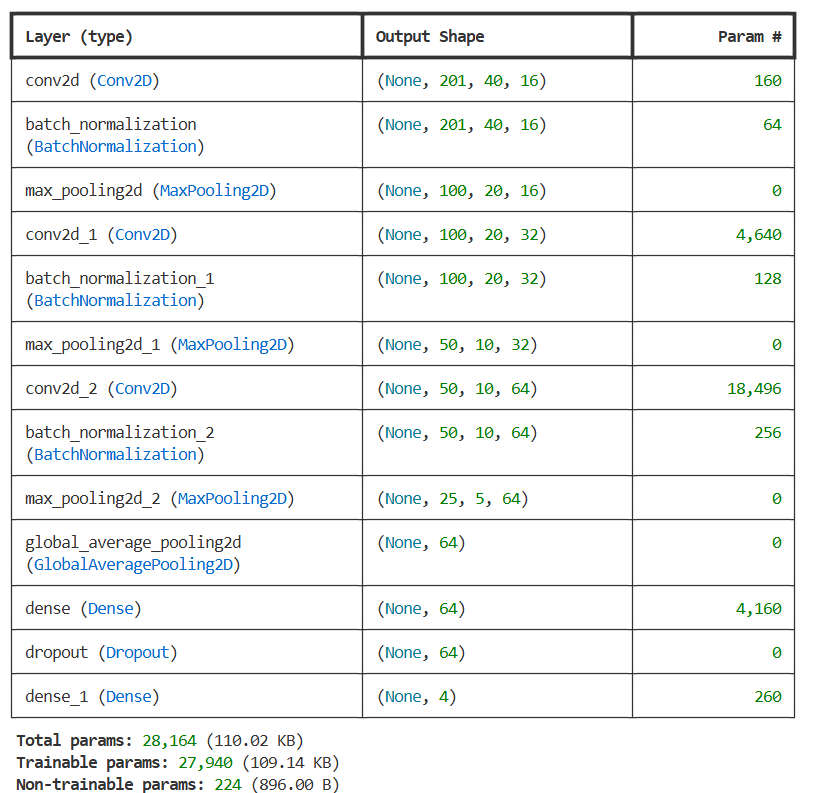 Layer (type) Output Shape Param #
conv2d (Conv2D) (None, 201, 40, 16) 160
batch_normalization (None, 201, 40, 16) 64
(BatchNormalization)
max_pooling2d (MaxPooling2D) (None, 100, 20, 16) 0
conv2d_1 (Conv2D) (None, 100, 20, 32) 4,640
batch_normalization_1 (None, 100, 20, 32) 128
(BatchNormalization)
max_pooling2d_1 (MaxPooling2D) (None, 50, 10, 32) 0
conv2d_2 (Conv2D) (None, 50, 10, 64) 18,496
batch_normalization_2 (None, 50, 10, 64) 256
(BatchNormalization)
max_pooling2d_2 (MaxPooling2D) (None, 25, 5, 64) 0
global_average_pooling2d (None, 64) 0
(GlobalAveragePooling2D)
dense (Dense) (None, 64) 4,160
dropout (Dropout) (None, 64) 0
dense_1 (Dense) (None, 4) 260
Total params: 28,164 (110.02 KB)
Trainable params: 27,940 (109.14 KB)
Non-trainable params: 224 (896.00 B)